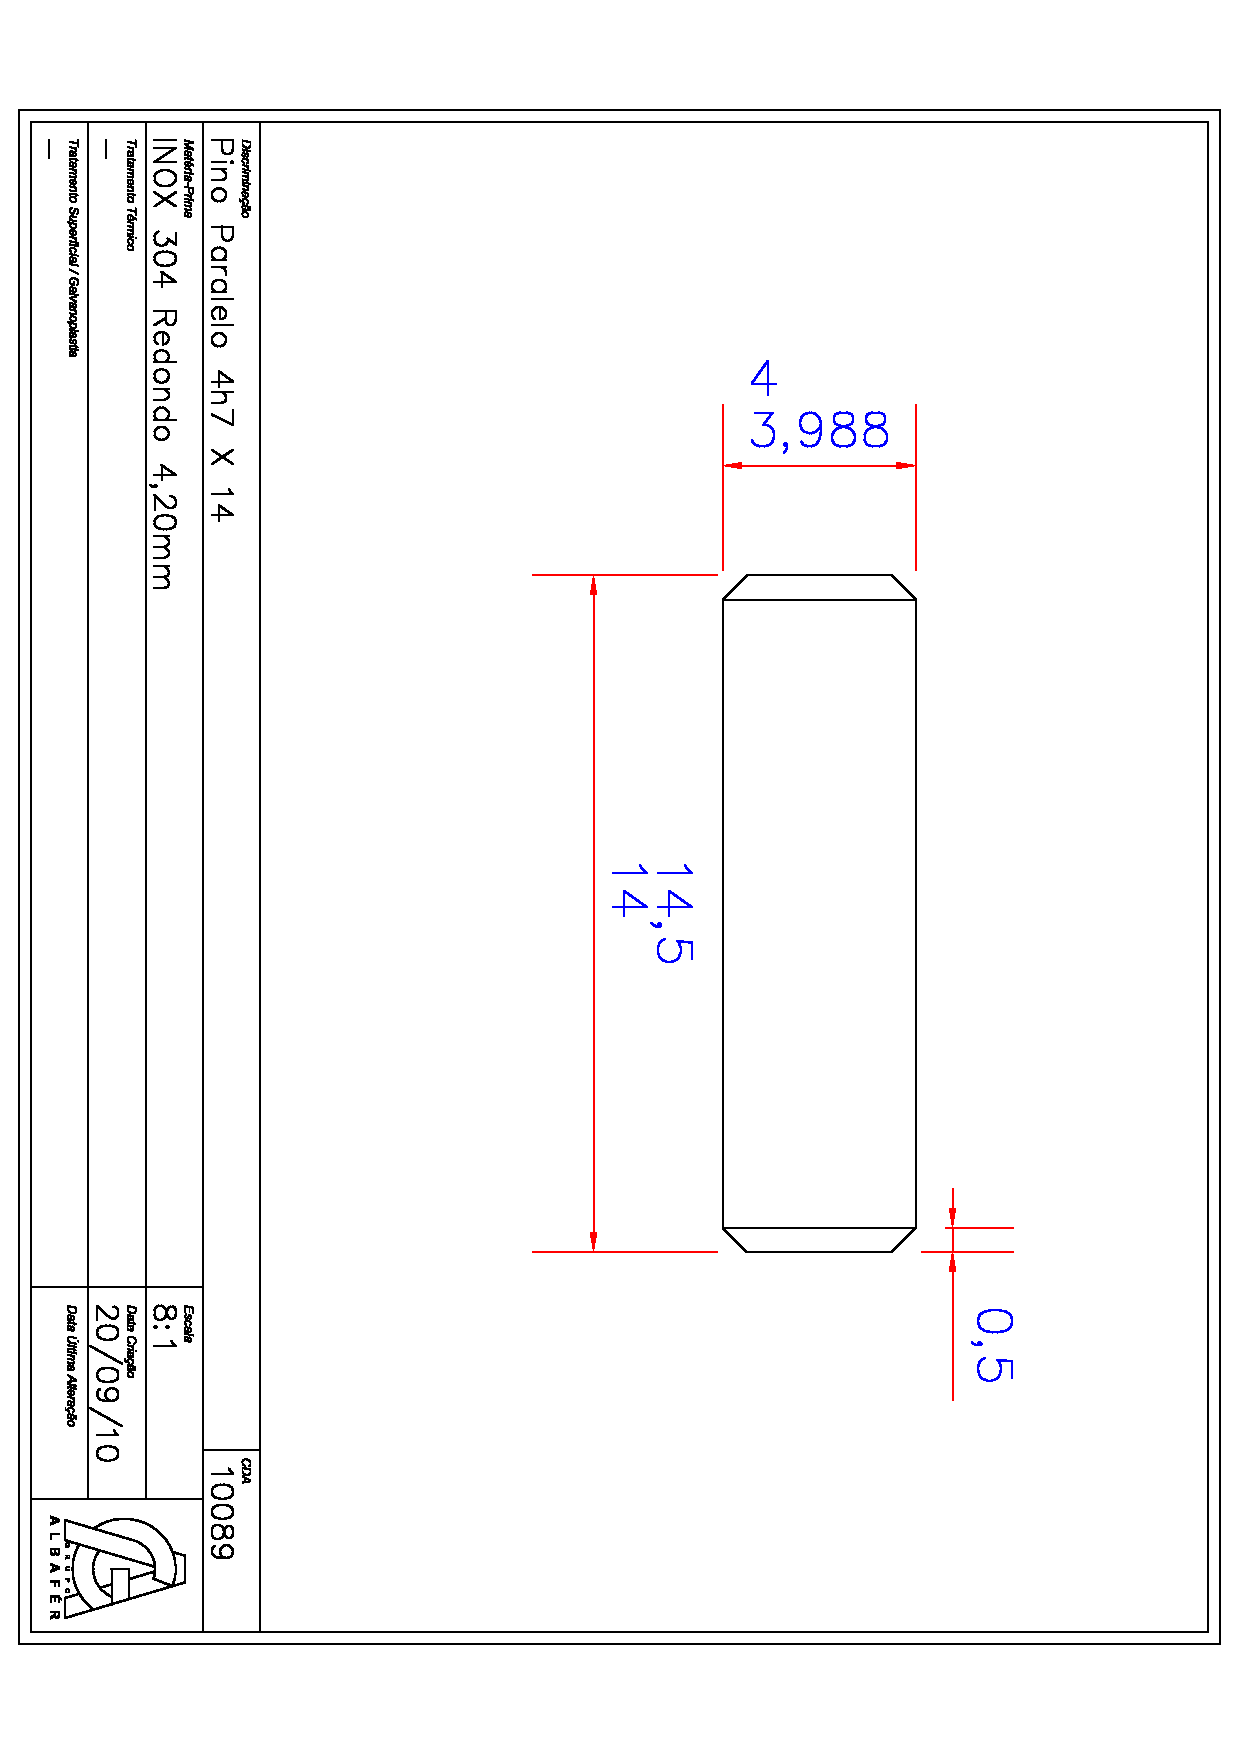 4
3,988
14,5
14
0,5
Discriminação
Pino Paralelo 4h7 X 14
CDA
10089
Matéria-Prima
INOX 304 Redondo 4,20mm
Escala
8:1
Tratamento Térmico
—
Data Criação
20/09/10
Tratamento Superficial / Galvanoplastia
—
Data Última Alteração
GRUPO
ALBAFÉR